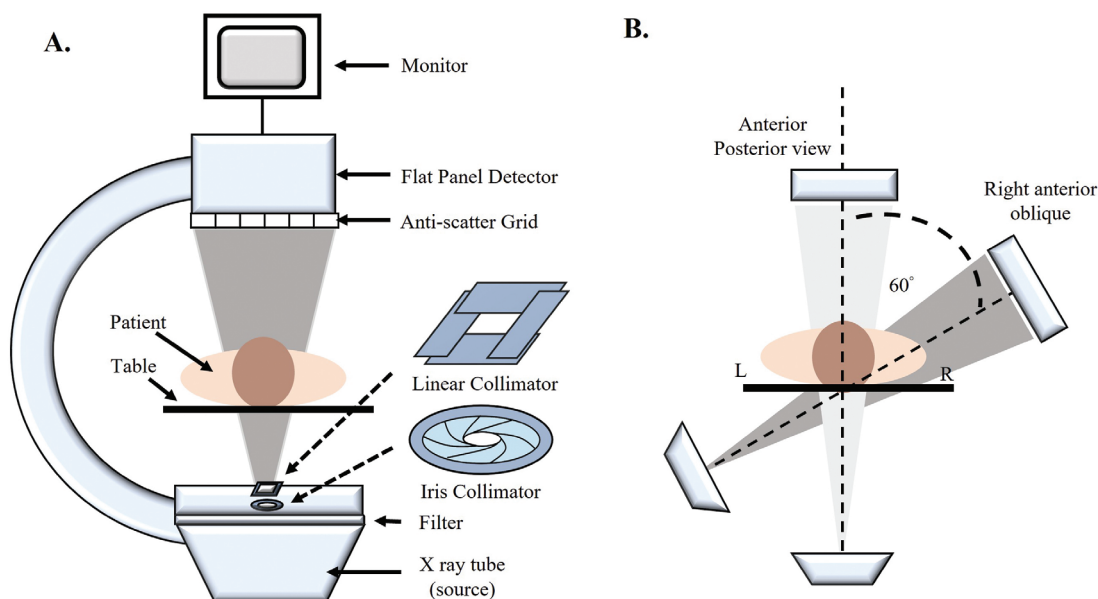 A.
Monitor
Flat Panel Detector
Anti-scatter Grid
Patient
Table
Linear Collimator
Iris Collimator
Filter
X ray tube
(source)
B.
Anterior
Posterior view
Right anterior
oblique
60°
L
R